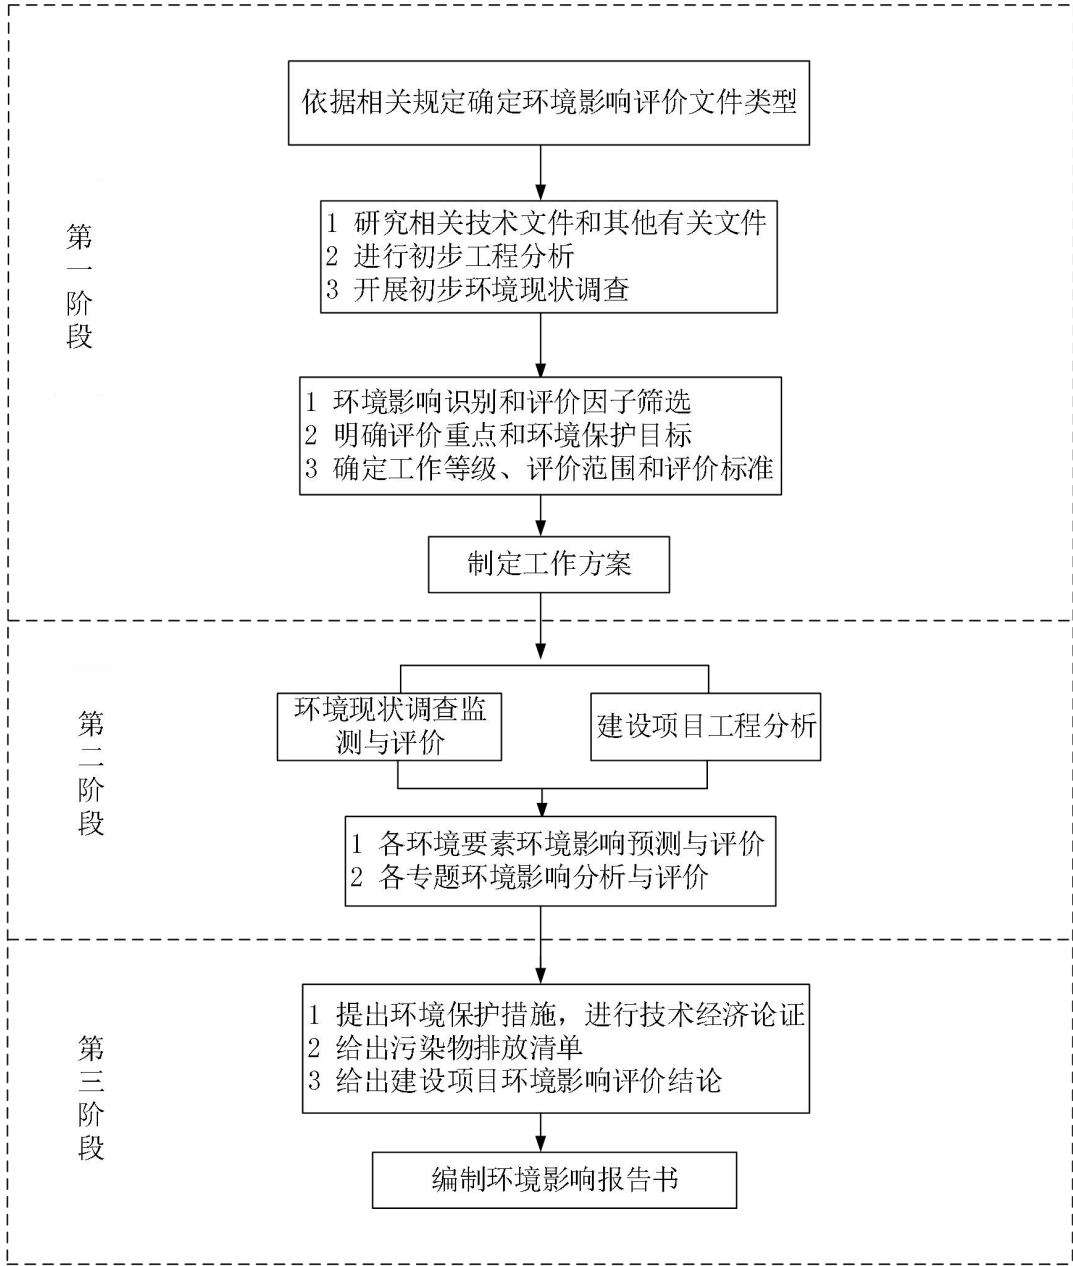 依据相关规定确定环境影响评价文件类型
第一阶段
1 研究相关技术文件和其他有关文件
2 进行初步工程分析
3 开展初步环境现状调查
1 环境影响识别和评价因子筛选
2 明确评价重点和环境保护目标
3 确定工作等级、评价范围和评价标准
制定工作方案
第二阶段
环境现状调查监
测与评价
建设项目工程分析
1 各环境要素环境影响预测与评价
2 各专题环境影响分析与评价
第三阶段
1 提出环境保护措施，进行技术经济论证
2 给出污染物排放清单
3 给出建设项目环境影响评价结论
编制环境影响报告书